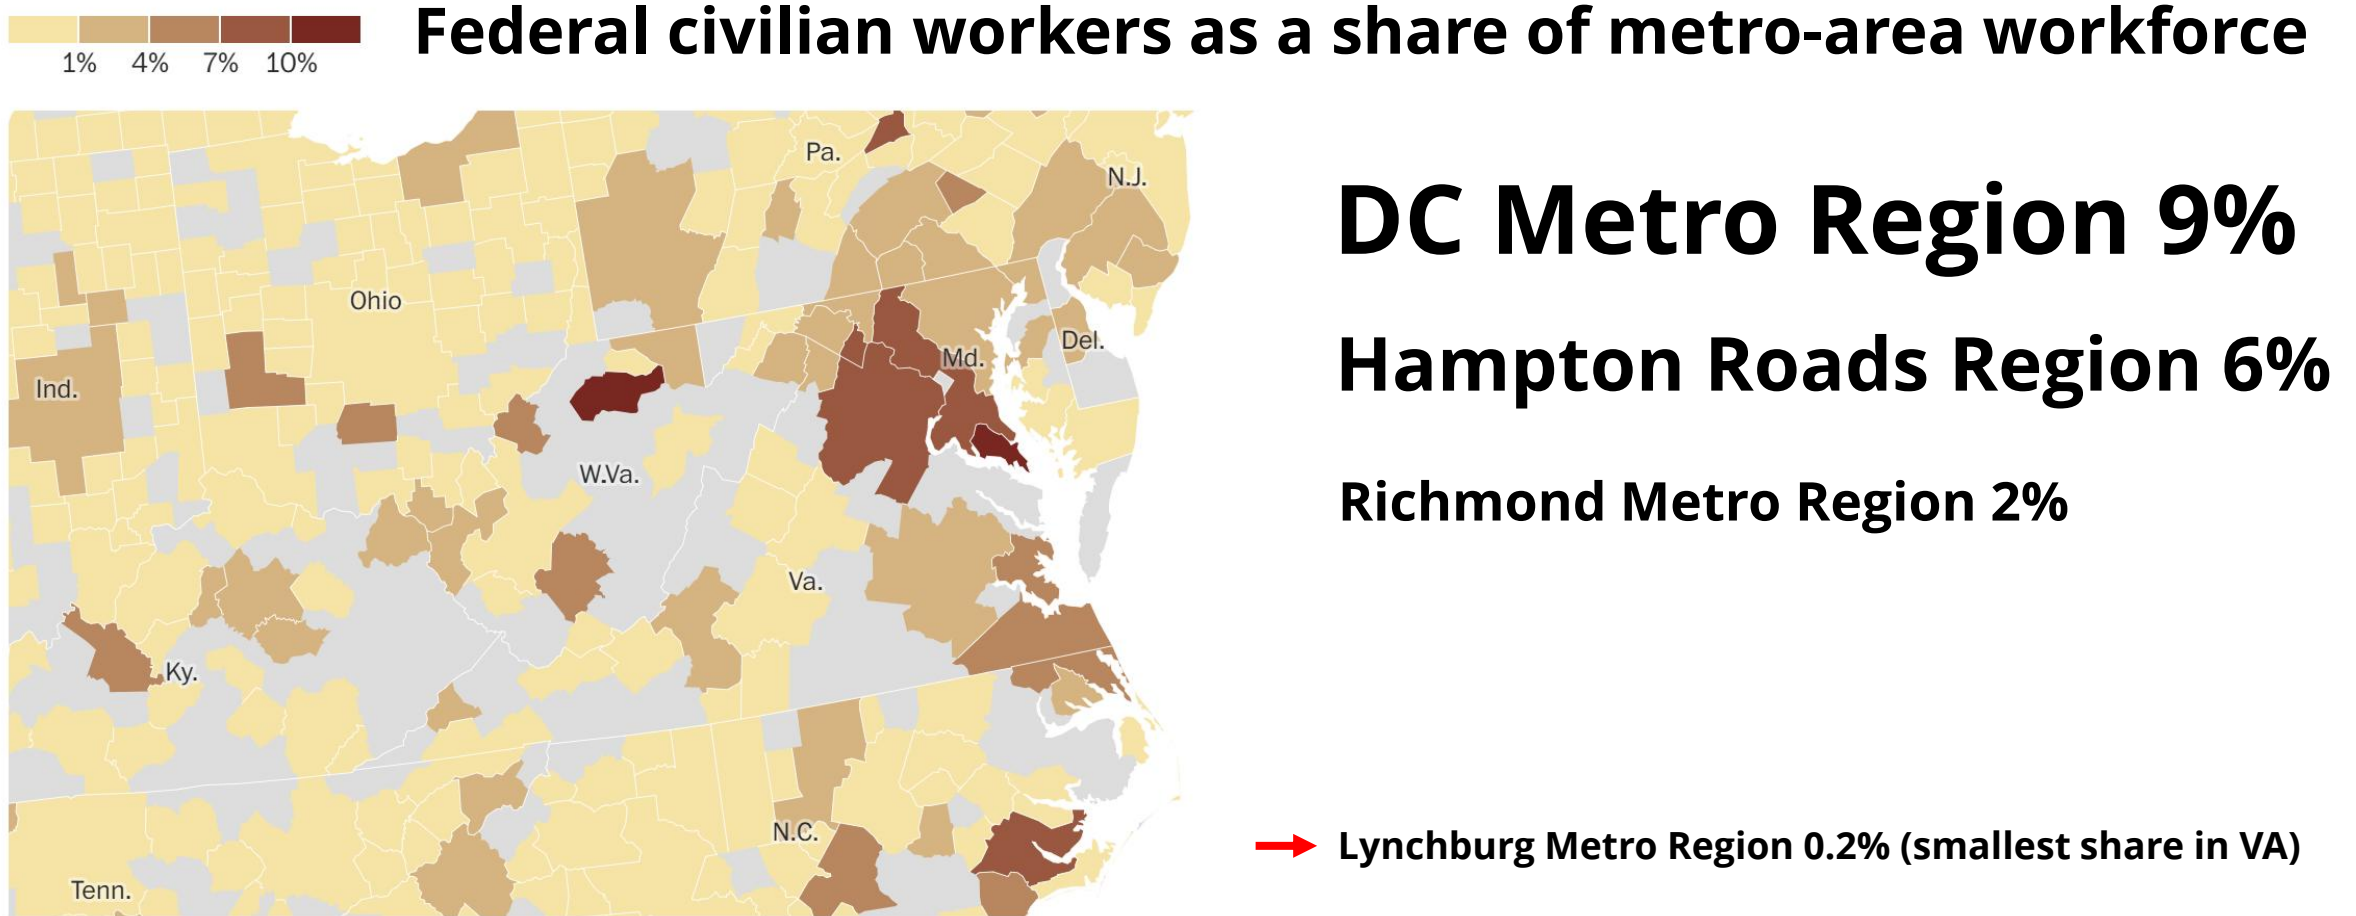 Federal civilian workers as a share of metro-area workforce
1% 4% 7% 10%
Pa.
N.J.
Ohio
Del.
Md.
Ind.
W.Va.
Va.
Ky.
N.C.
Tenn.
DC Metro Region 9%
Hampton Roads Region 6%
Richmond Metro Region 2%
Lynchburg Metro Region 0.2% (smallest share in VA)